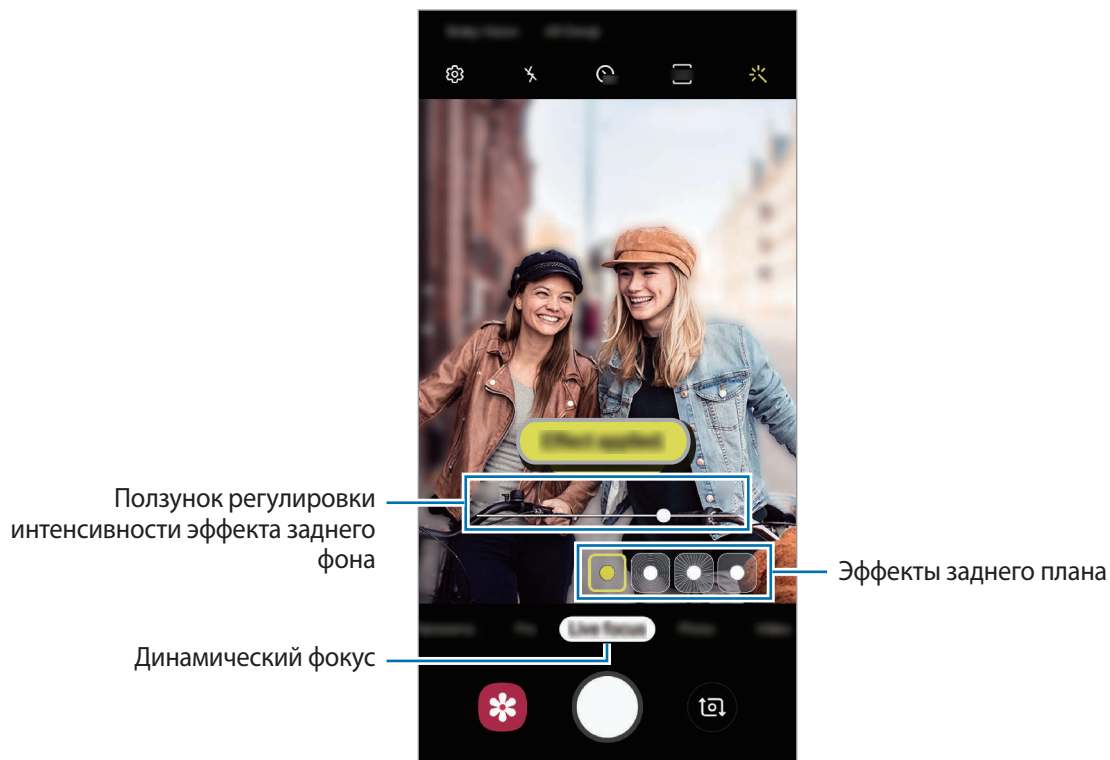 Ползунок регулировки
интенсивности эффекта заднего
фона
Эффекты заднего плана
Динамический фокус
Effect applied.
Live focus